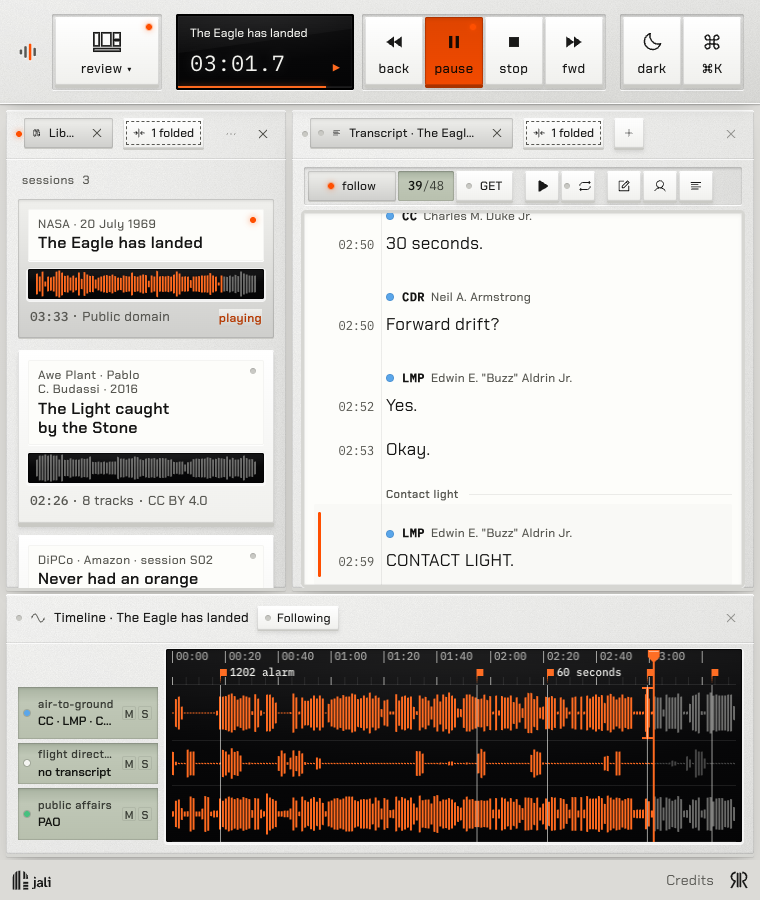 review ▾
The Eagle has landed
03:01.7
back
pause
stop
fwd
dark
⌘K
Lib...
1 folded
...
sessions 3
NASA · 20 July 1969
The Eagle has landed
03:33 · Public domain
playing
Awe Plant · Pablo
C. Budassi · 2016
The Light caught
by the Stone
02:26 · 8 tracks · CC BY 4.0
DiPCo · Amazon · session S02
Never had an orange
Transcript · The Eagl...
1 folded
+
follow
39/48
GET
CC Charles M. Duke Jr.
02:50 30 seconds.
CDR Neil A. Armstrong
02:50 Forward drift?
LMP Edwin E. "Buzz" Aldrin Jr.
02:52 Yes.
02:53 Okay.
Contact light
LMP Edwin E. "Buzz" Aldrin Jr.
02:59 CONTACT LIGHT.
Timeline · The Eagle has landed
Following
00:00 00:20 00:40 01:00 01:20 01:40 02:00 02:20 02:40 3:00
1202 alarm 60 seconds
air-to-ground
CC · LMP · C... M S
flight direct...
no transcript M S
public affairs
PAO M S
jali
Credits